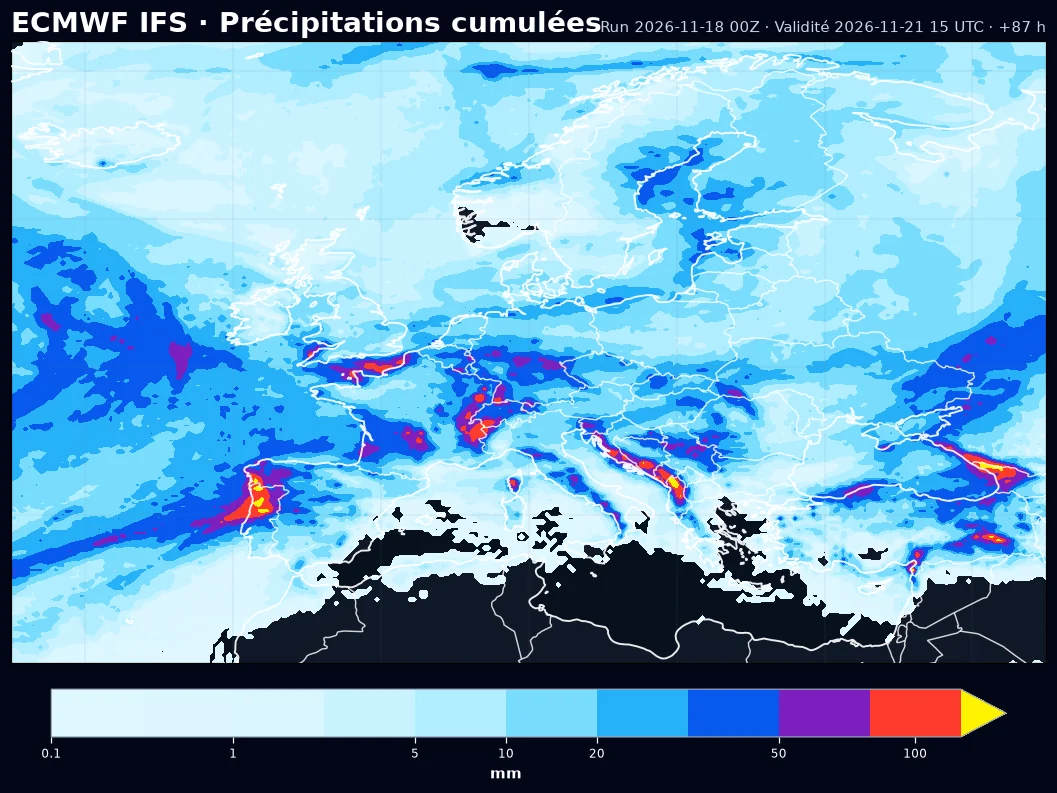 ECMWF IFS · Précipitations cumulées
Run 2026-11-18 00Z · Validité 2026-11-21 15 UTC · +87 h
0.1 1 5 10 20 50 100
mm